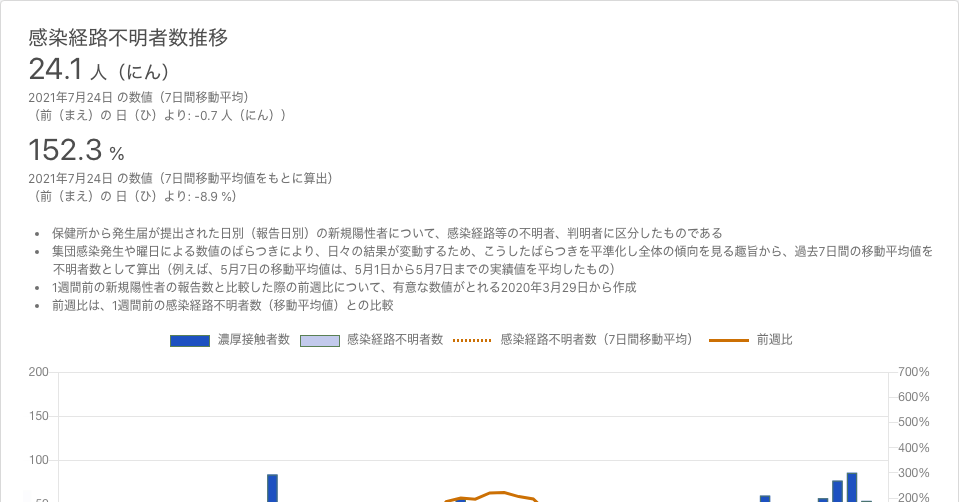 感染経路不明者数推移
24.1 人（にん）
2021年7月24日 の数値（7日間移動平均）
（前（まえ）の 日（ひ）より: -0.7 人（にん））
152.3 %
2021年7月24日 の数値（7日間移動平均値をもとに算出）
（前（まえ）の 日（ひ）より: -8.9 %）
• 保健所から発生届が提出された日別（報告日別）の新規陽性者について、感染経路等の不明者、判明者に区分したものである
• 集団感染発生や曜日による数値のばらつきにより、日々の結果が変動するため、こうしたばらつきを平準化し全体の傾向を見る趣旨から、過去7日間の移動平均値を
不明者数として算出（例えば、5月7日の移動平均値は、5月1日から5月7日までの実績値を平均したもの）
• 1週間前の新規陽性者の報告数と比較した際の前週比について、有意な数値がとれる2020年3月29日から作成
• 前週比は、1週間前の感染経路不明者数（移動平均値）との比較
濃厚接触者数 感染経路不明者数 感染経路不明者数（7日間移動平均） 前週比
200 700%
600%
150 500%
400%
100 300%
50 200%